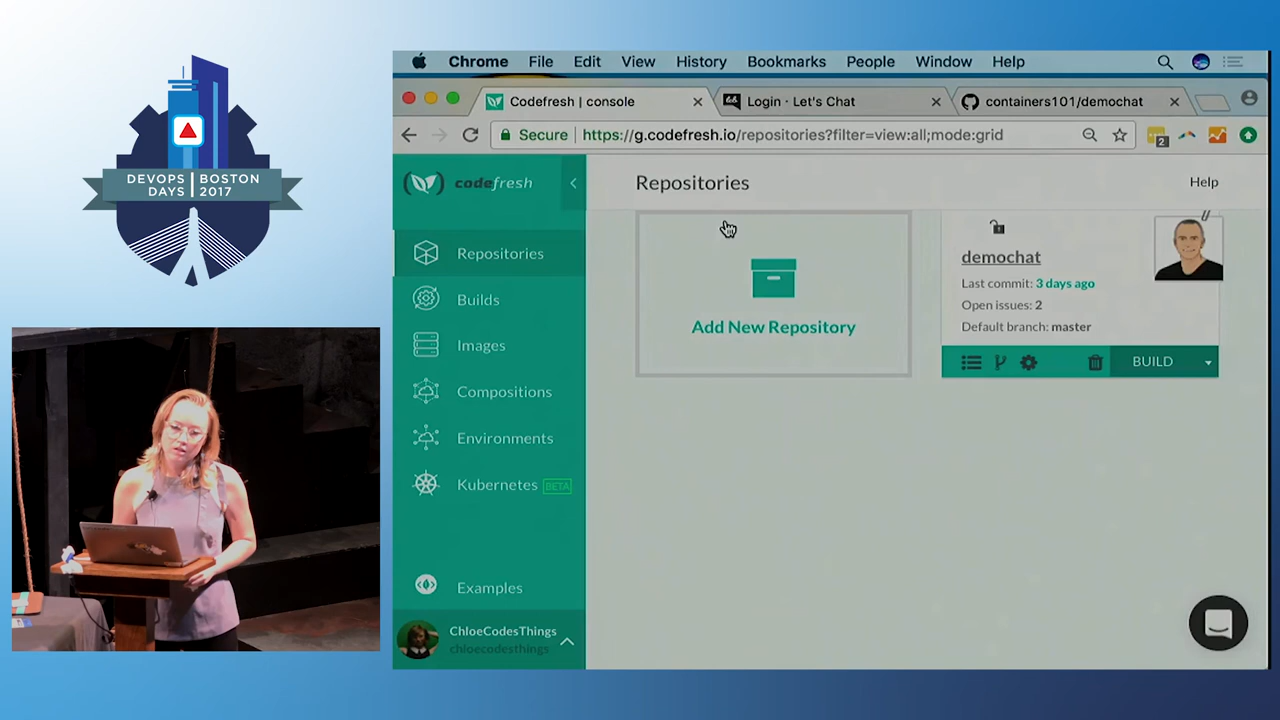 DEVOPS BOSTON
DAYS 2017
Chrome File Edit View History Bookmarks People Window Help
Codefresh | console
Login · Let's Chat
containers101/demochat
Secure https://g.codefresh.io/repositories?filter=view:all;mode:grid
2
codefresh
Repositories
Help
Repositories
Builds
Images
Compositions
Environments
Kubernetes BETA
Examples
ChloeCodesThings
chloecodesthings
Add New Repository
demochat
Last commit: 3 days ago
Open issues: 2
Default branch: master
BUILD